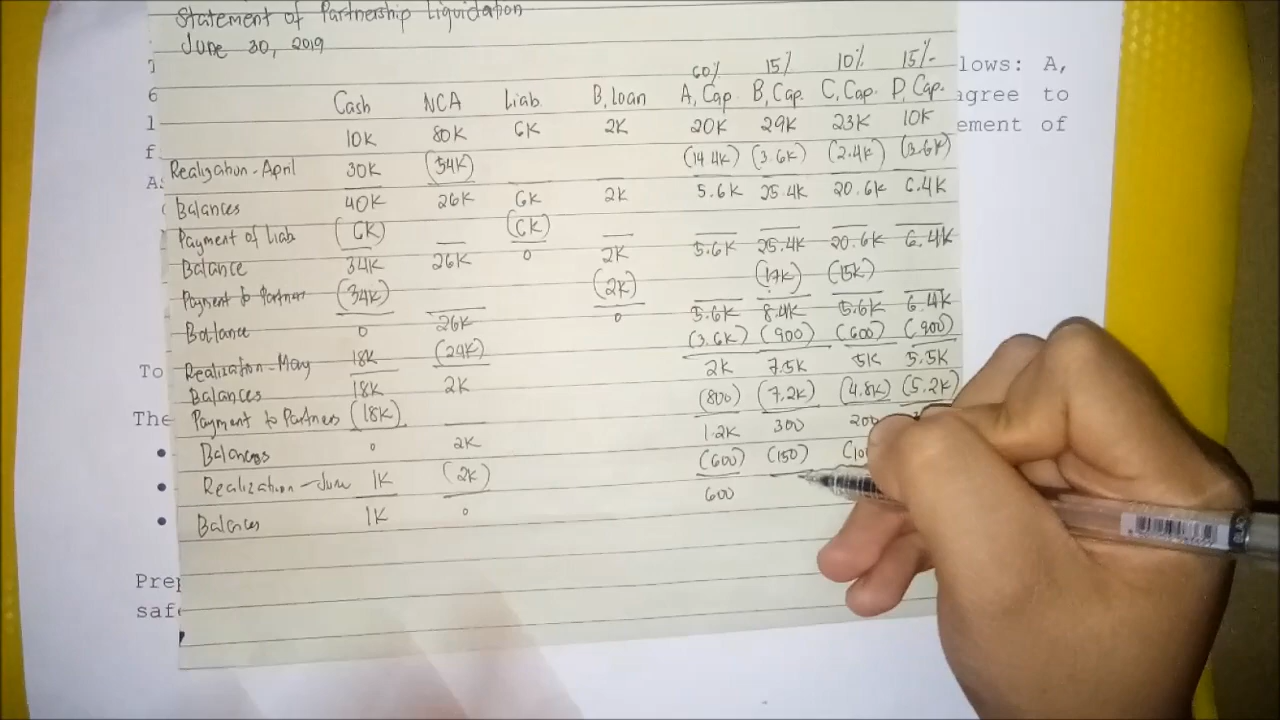 Statement of Partnership Liquidation
June 30, 2019
60% 15% 10% 15%
Cash NCA Liab. B, Loan A, Cap. B, Cap. C, Cap. D, Cap.
10K 80K 6K 2K 20K 29K 23K 10K
Realization - April 30K (54K) (14.4K) (3.6K) (2.4K) (3.6K)
Balances 40K 26K 6K 2K 5.6K 25.4K 20.6K 6.4K
Payment of Liab (6K) (6K)
Balance 34K 26K 0 2K 5.6K 25.4K 20.6K 6.4K
Payment to Partners (34K) (2K) (17K) (15K)
Balance 0 26K 0 5.6K 8.4K 5.6K 6.4K
Realization - May 18K (24K) (3.6K) (900) (600) (900)
Balances 18K 2K 2K 7.5K 5K 5.5K
Payment to Partners (18K) (800) (7.2K) (4.8K) (5.2K)
Balances 0 2K 1.2K 300 200
Realization - June 1K (2K) (600) (150)
Balances 1K 0 600
lows: A,
agree to
ement of
To
The
Prep
safe